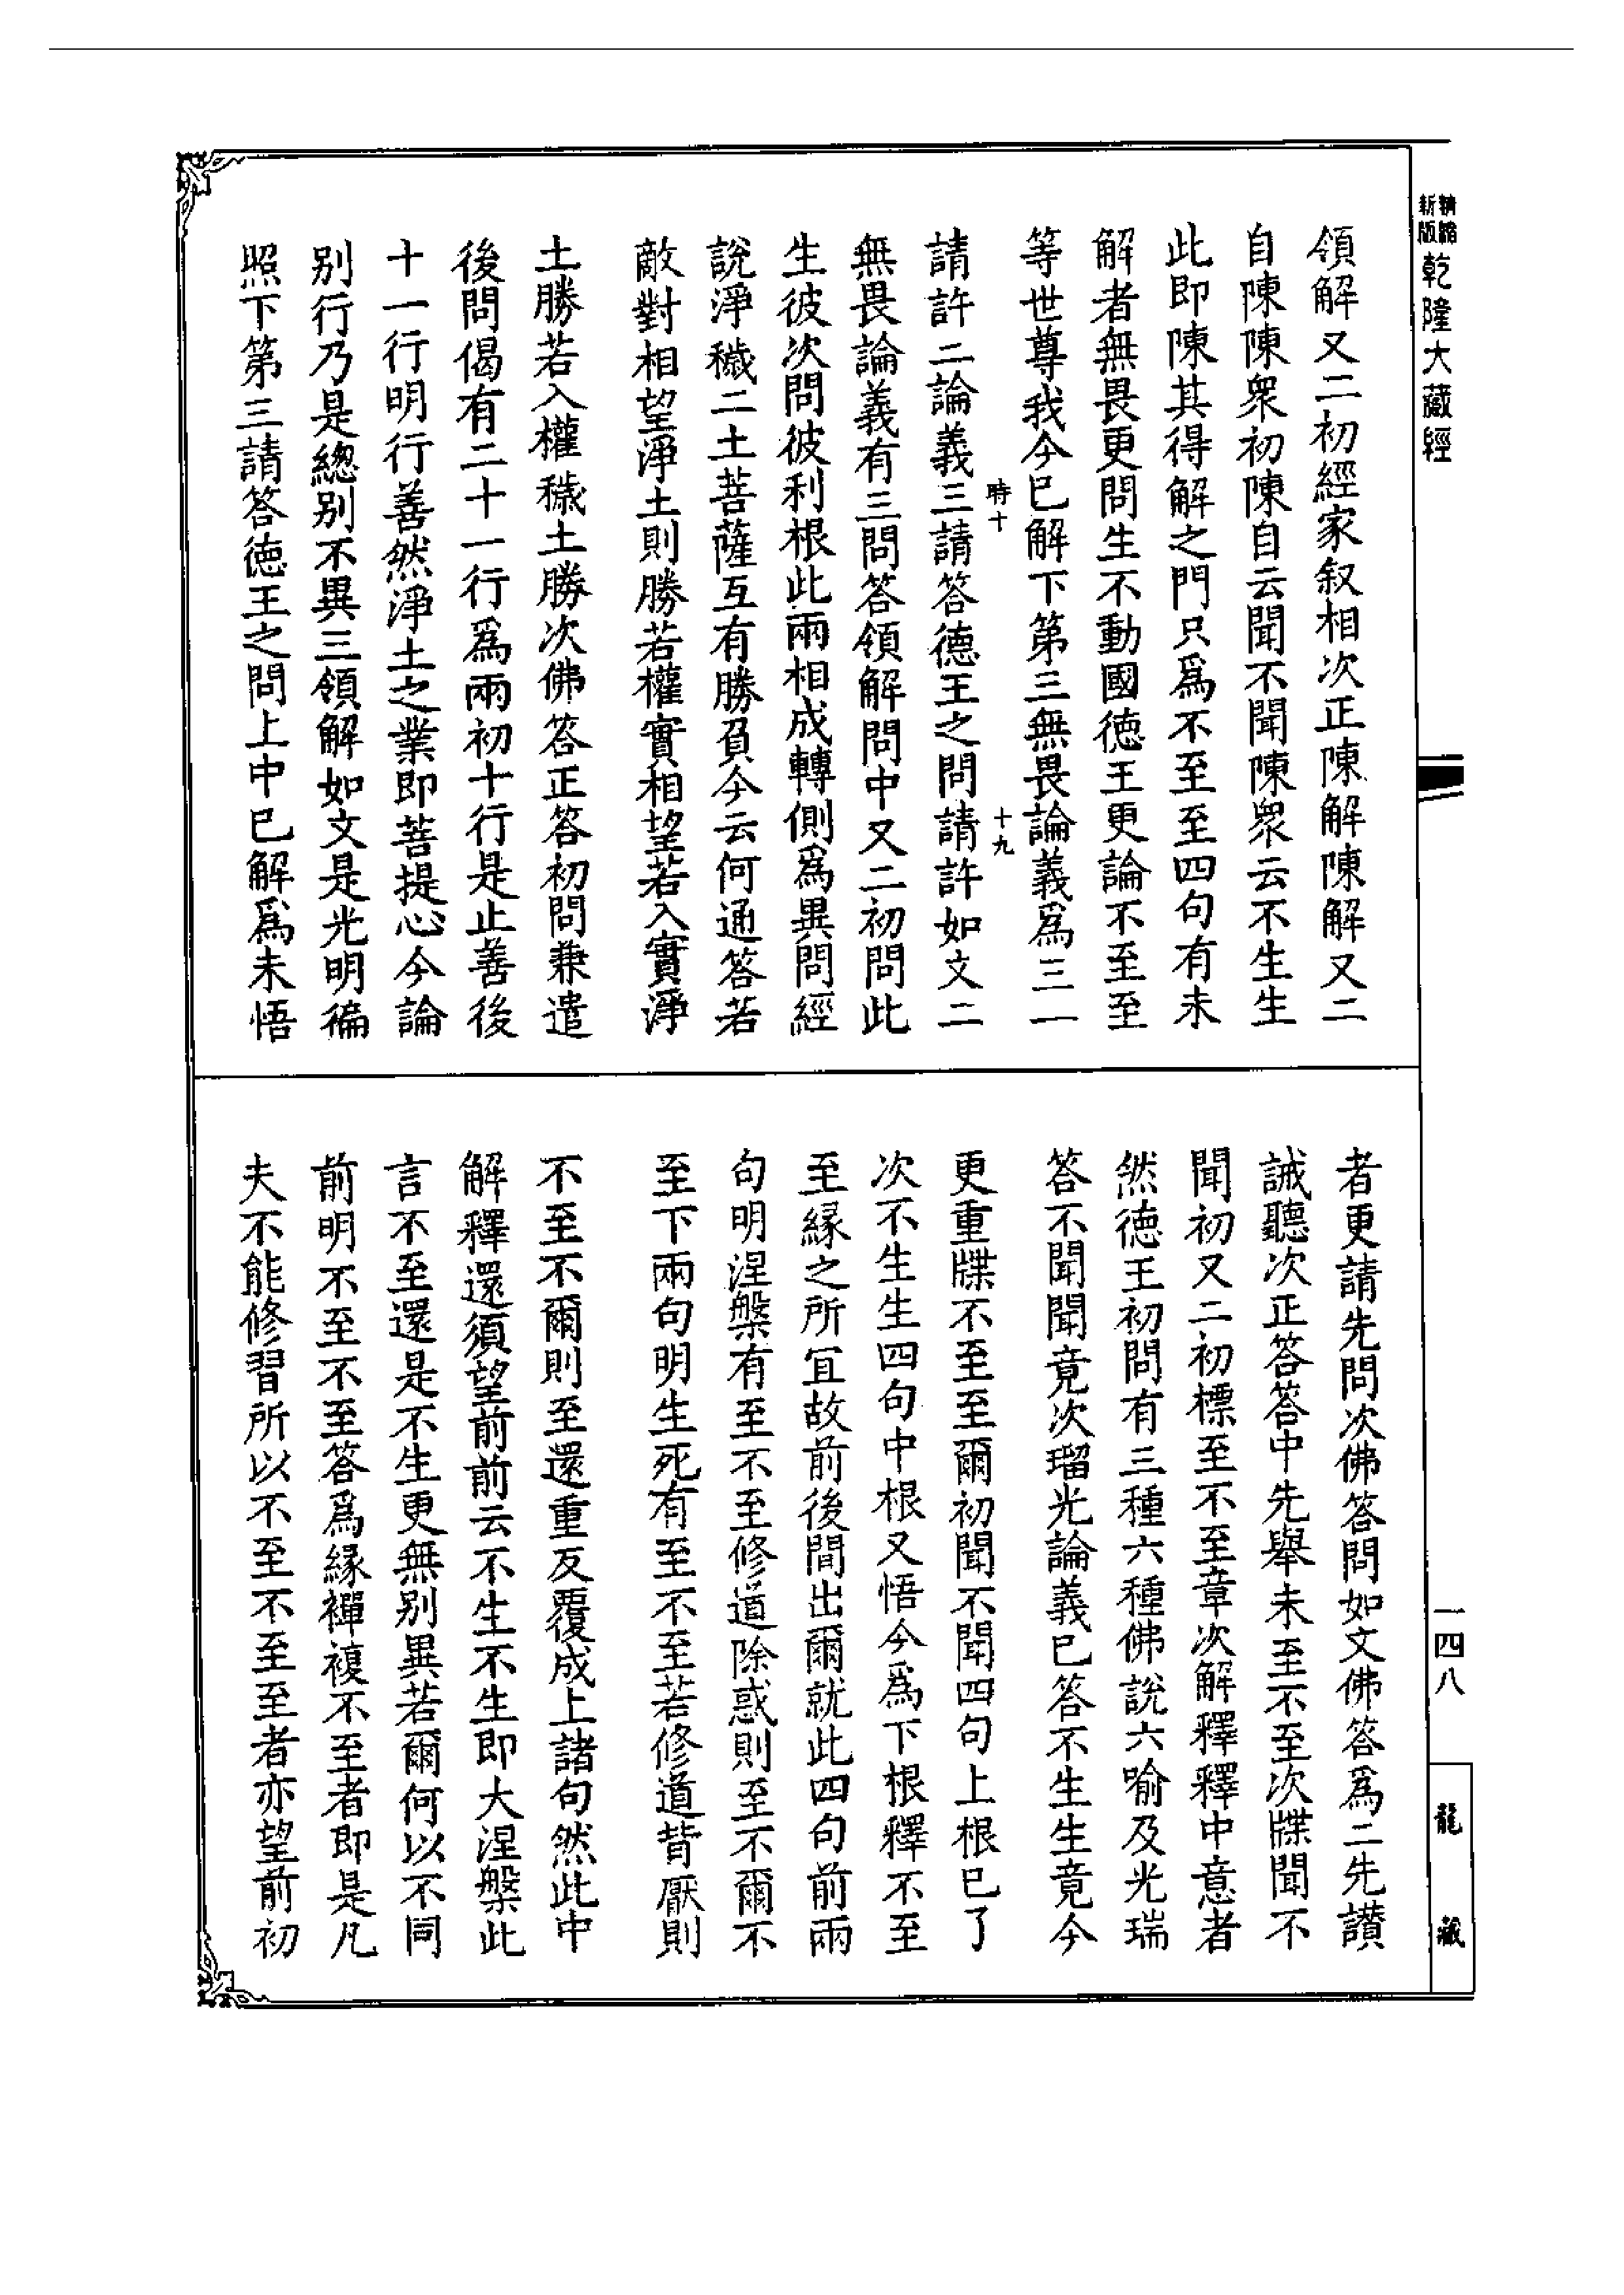 精縮新版乾隆大藏經
領解又二初經家叙相次正陳解陳解又二
自陳陳衆初陳自云聞不聞陳衆云不生生
此即陳其得解之門只爲不至至四句有未
解者無畏更問生不動國德王更論不至至
等世尊我今已解下第三無畏論義爲三一
時十
十九
請許二論義三請答德王之問請許如文二
無畏論義有三問答領解問中又二初問此
生彼次問彼利根此兩相成轉側爲異問經
說淨穢二土菩薩互有勝負今云何通答若
敵對相望淨土則勝若權實相望若入實淨
土勝若入權穢土勝次佛答正答初問兼遣
後問偈有二十一行爲兩初十行是止善後
十一行明行善然淨土之業即菩提心今論
别行乃是總别不異三領解如文是光明徧
照下第三請答德王之問上中已解爲未悟
者更請先問次佛答問如文佛答爲二先讃
誡聽次正答答中先舉未至不至次牒聞不
聞初又二初標至不至章次解釋釋中意者
然德王初問有三種六種佛說六喻及光瑞
答不聞聞竟次瑠光論義已答不生生竟今
更重牒不至至爾初聞不聞四句上根已了
次不生生四句中根又悟今爲下根釋不至
至緣之所宜故前後間出爾就此四句前兩
句明涅槃有至不至修道除惑則至不爾不
至下兩句明生死有至不至若修道背厭則
不至不爾則至還重反覆成上諸句然此中
解釋還須望前前云不生不生即大涅槃此
言不至還是不生更無别異若爾何以不同
前明不至不至答爲緣襌複不至者即是凡
夫不能修習所以不至不至至者亦望前初
一四八
龍藏